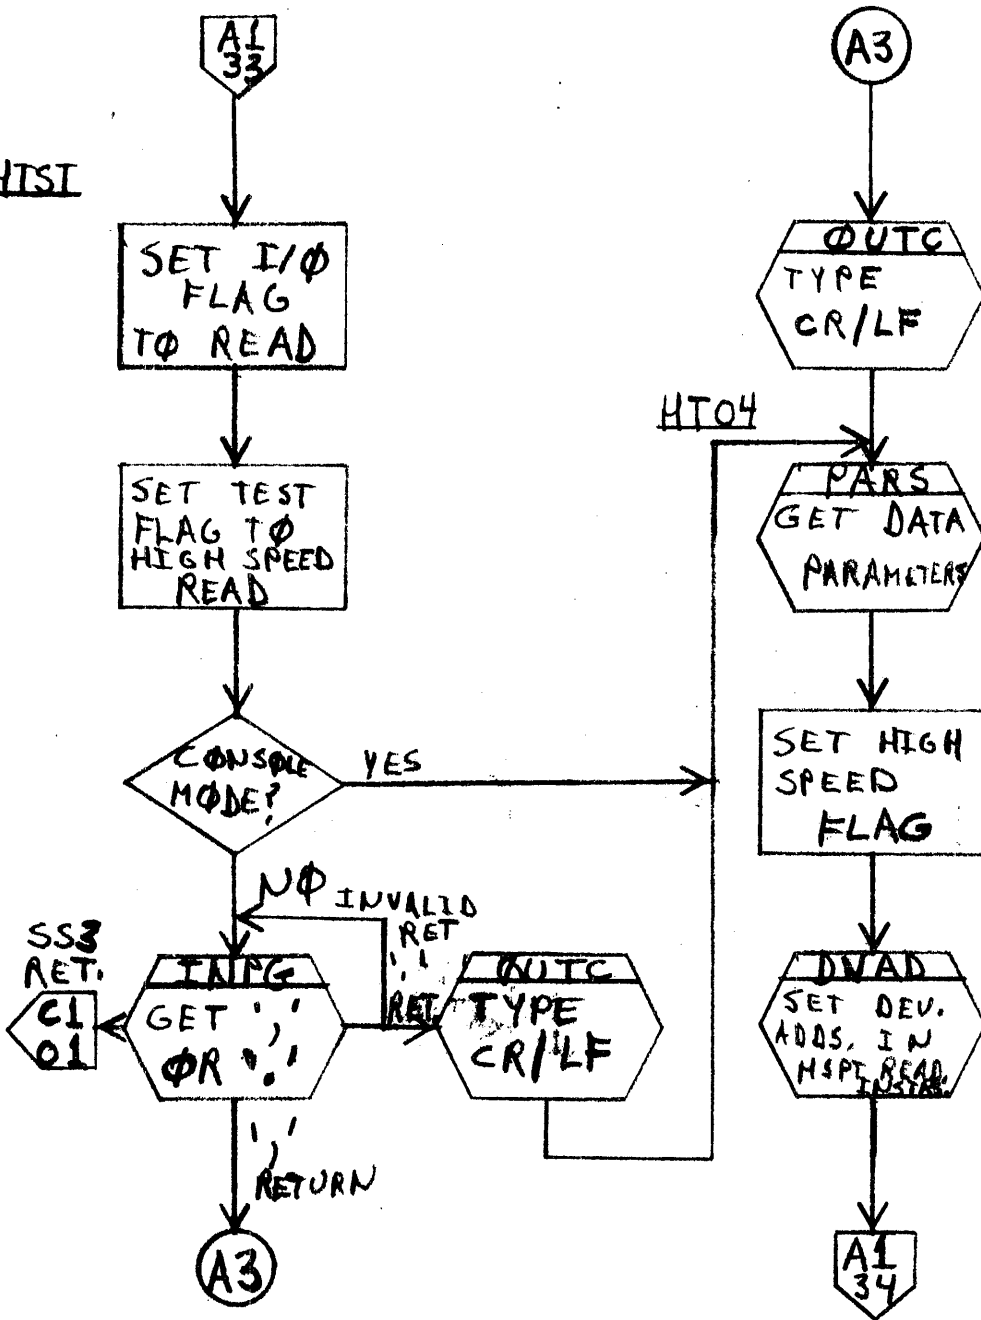 A1
33
HTSI
SET I/Ø
FLAG
TØ READ
SET TEST
FLAG TØ
HIGH SPEED
READ
CØNSØLE
MØDE?
YES
NØ
INVALID
RET
SS3
RET.
C1
01
INPG
GET ','
ØR '.'
'.'
RET.
ØUTC
TYPE
CR/LF
','
RETURN
A3
A3
ØUTC
TYPE
CR/LF
HT04
PARS
GET DATA
PARAMETERS
SET HIGH
SPEED
FLAG
DVAD
SET DEV.
ADDS. IN
HSPT READ
A1
34